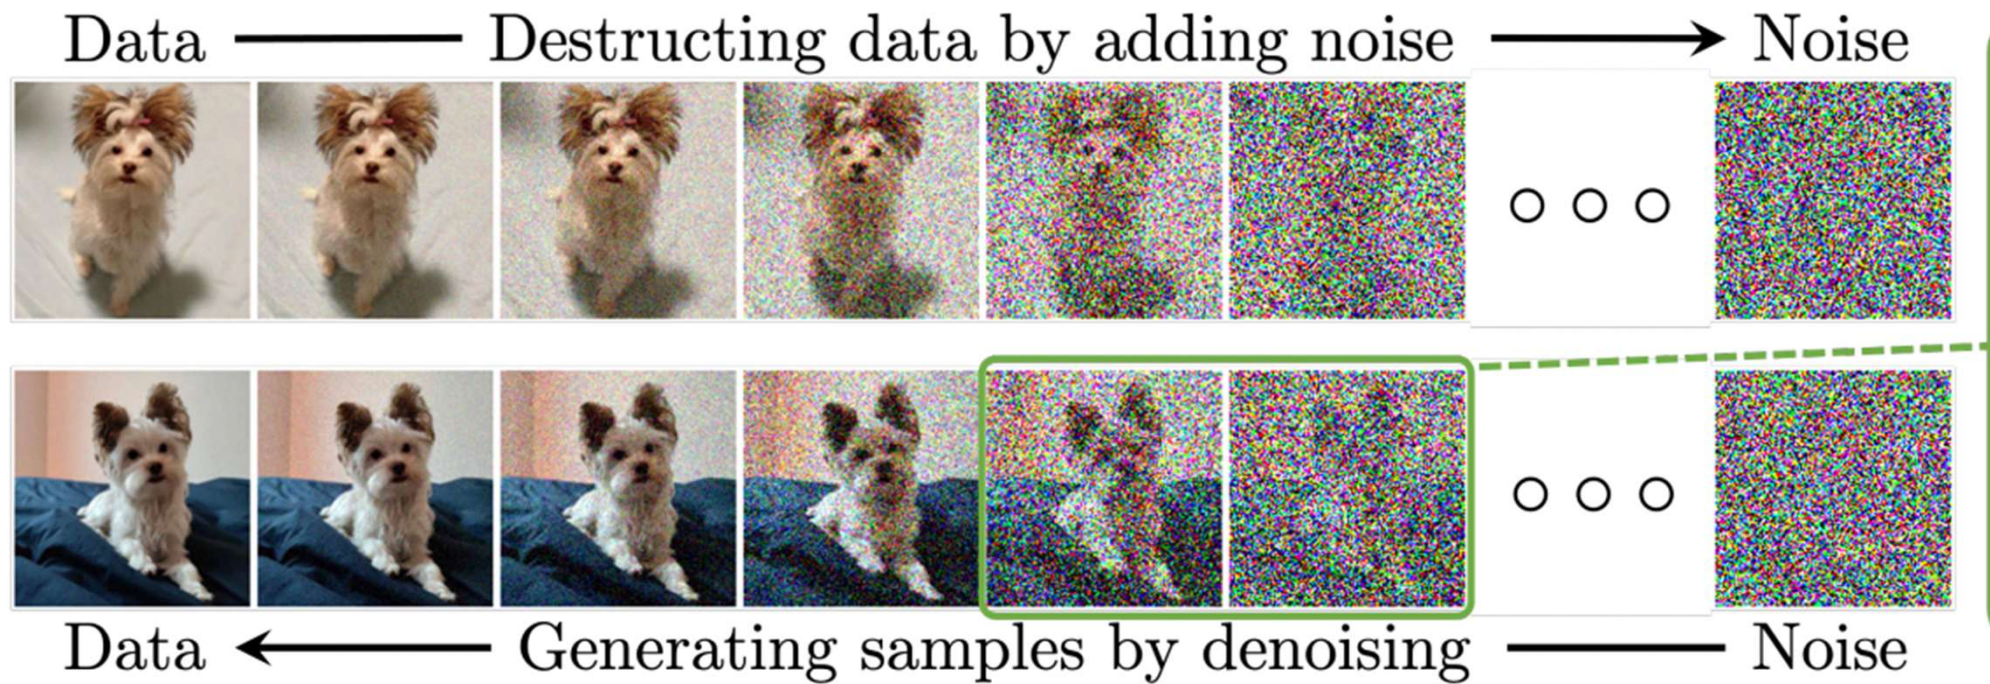 Data Destructing data by adding noise Noise
Data Generating samples by denoising Noise